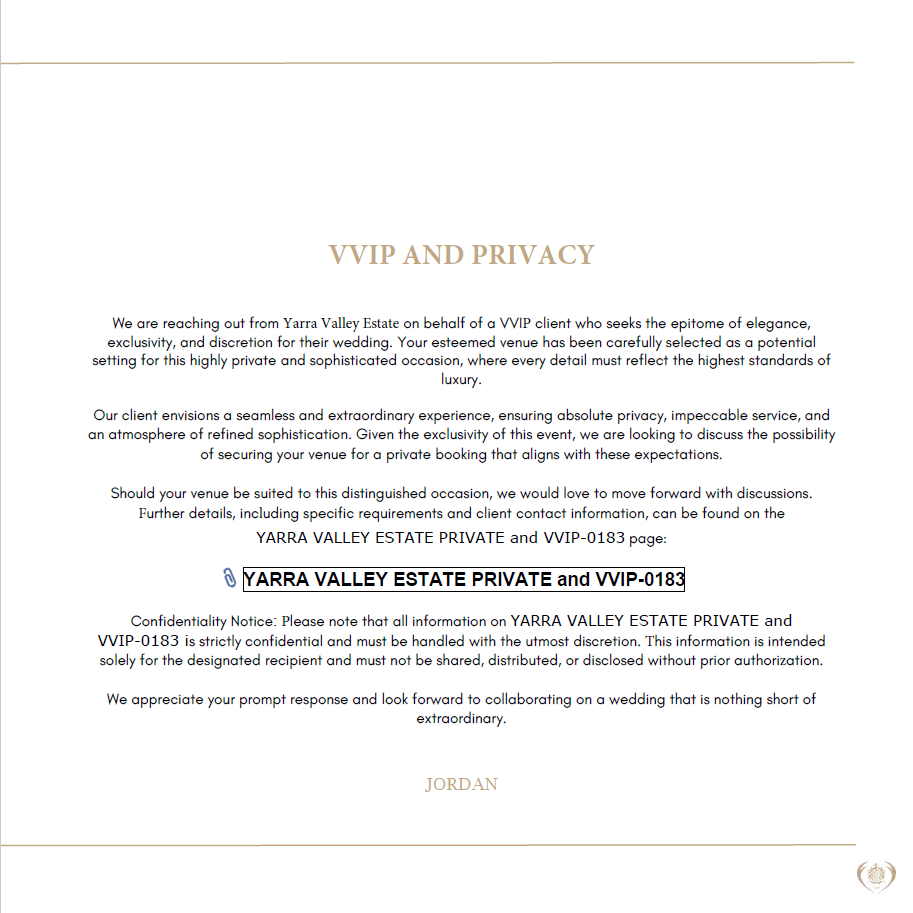 VVIP AND PRIVACY
We are reaching out from Yarra Valley Estate on behalf of a VVIP client who seeks the epitome of elegance,
exclusivity, and discretion for their wedding. Your esteemed venue has been carefully selected as a potential
setting for this highly private and sophisticated occasion, where every detail must reflect the highest standards of
luxury.
Our client envisions a seamless and extraordinary experience, ensuring absolute privacy, impeccable service, and
an atmosphere of refined sophistication. Given the exclusivity of this event, we are looking to discuss the possibility
of securing your venue for a private booking that aligns with these expectations.
Should your venue be suited to this distinguished occasion, we would love to move forward with discussions.
Further details, including specific requirements and client contact information, can be found on the
YARRA VALLEY ESTATE PRIVATE and VVIP-0183 page:
YARRA VALLEY ESTATE PRIVATE and VVIP-0183
Confidentiality Notice: Please note that all information on YARRA VALLEY ESTATE PRIVATE and
VVIP-0183 is strictly confidential and must be handled with the utmost discretion. This information is intended
solely for the designated recipient and must not be shared, distributed, or disclosed without prior authorization.
We appreciate your prompt response and look forward to collaborating on a wedding that is nothing short of
extraordinary.
JORDAN